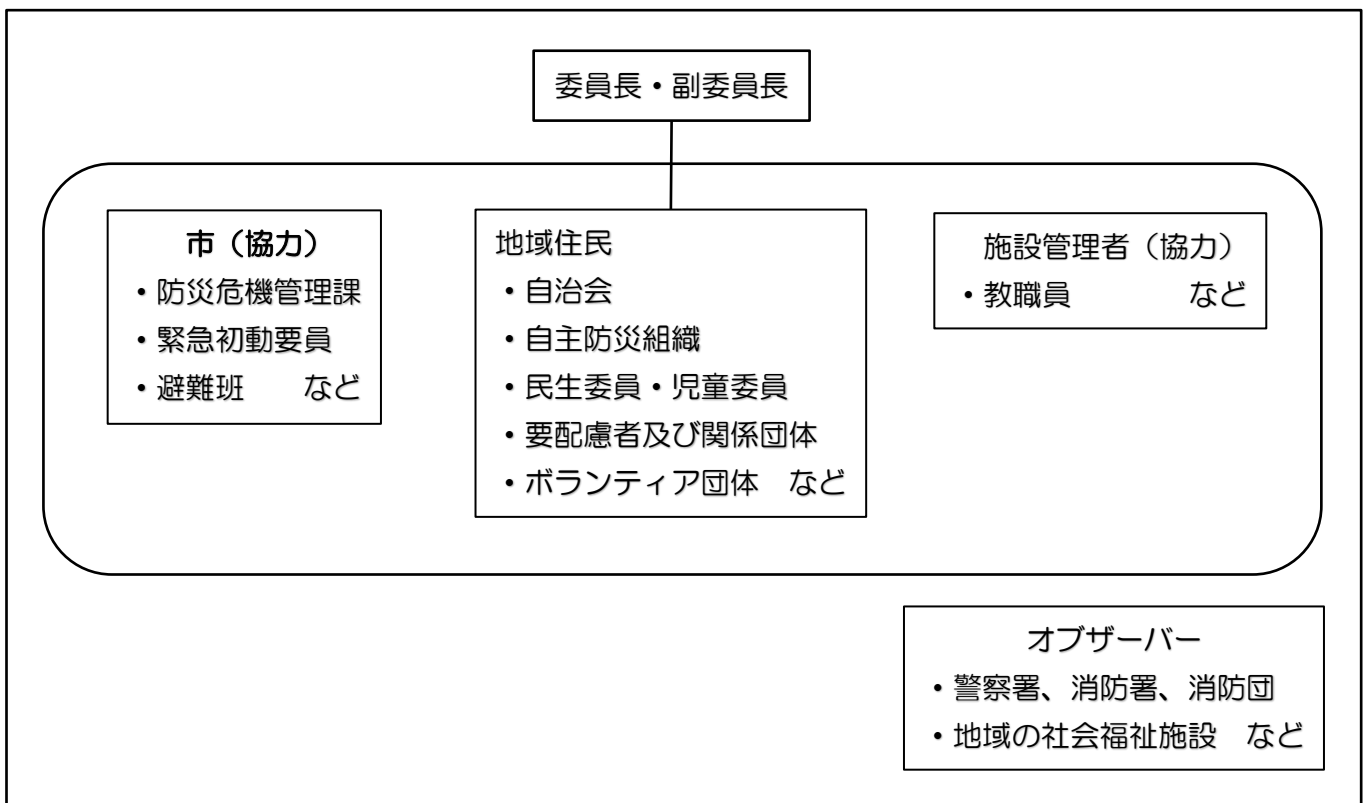 委員長・副委員長
市（協力）
・防災危機管理課
・緊急初動要員
・避難班　　など
地域住民
・自治会
・自主防災組織
・民生委員・児童委員
・要配慮者及び関係団体
・ボランティア団体　など
施設管理者（協力）
・教職員　　　　など
オブザーバー
・警察署、消防署、消防団
・地域の社会福祉施設　など